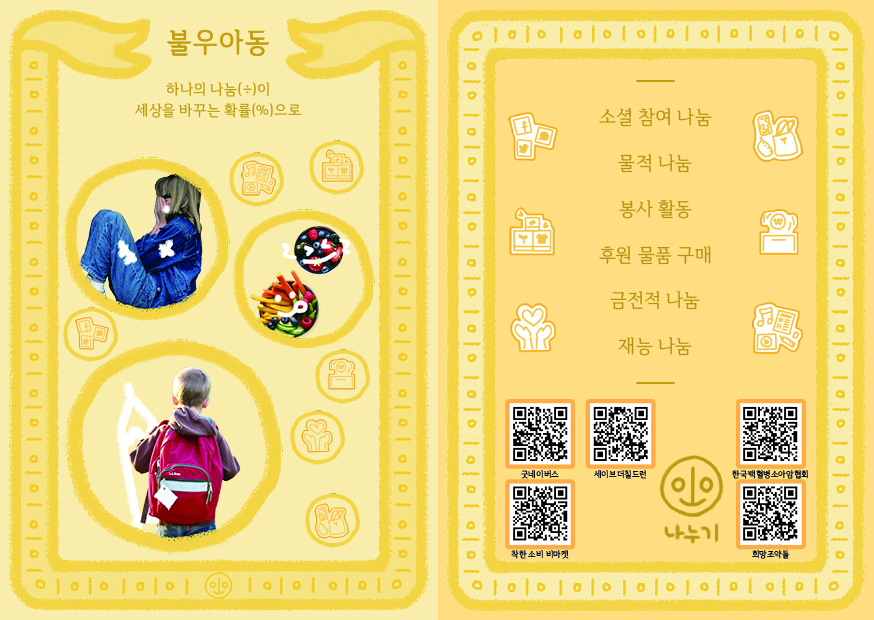 불우아동
하나의 나눔(÷)이
세상을 바꾸는 확률(%)으로
소셜 참여 나눔
물적 나눔
봉사 활동
후원 물품 구매
금전적 나눔
재능 나눔
굿네이버스
세이브더칠드런
한국백혈병소아암협회
착한 소비 비마켓
희망조약돌
나누기